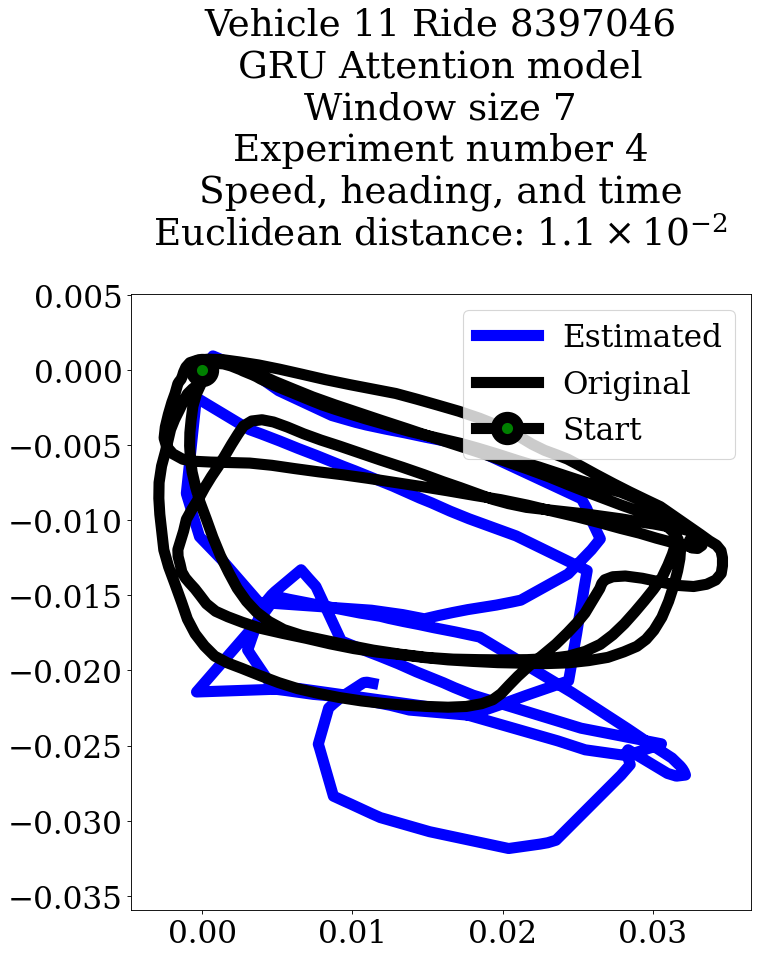 Vehicle 11 Ride 8397046
GRU Attention model
Window size 7
Experiment number 4
Speed, heading, and time
Euclidean distance: 1.1 × 10⁻²
0.005
0.000
−0.005
−0.010
−0.015
−0.020
−0.025
−0.030
−0.035
Estimated
Original
Start
0.00 0.01 0.02 0.03